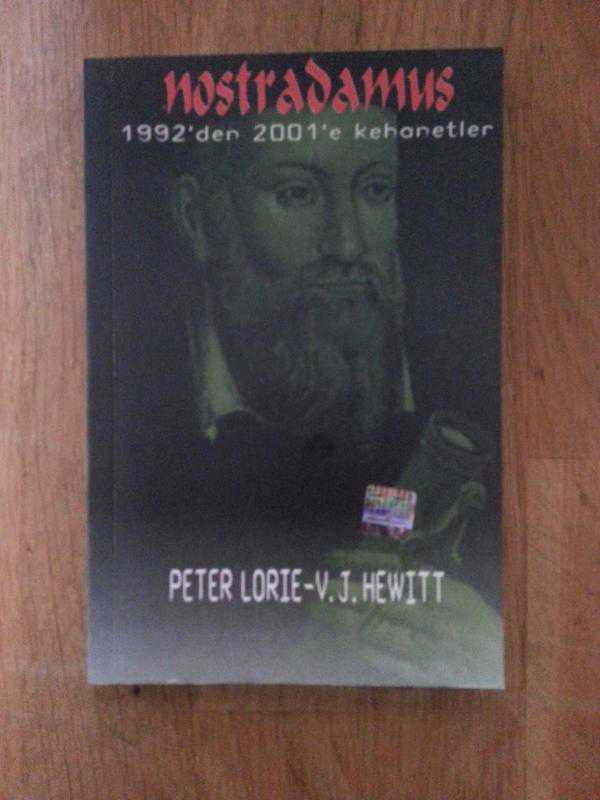 nostradamus
1992'den 2001'e kehanetler
PETER LORIE-V.J. HEWITT